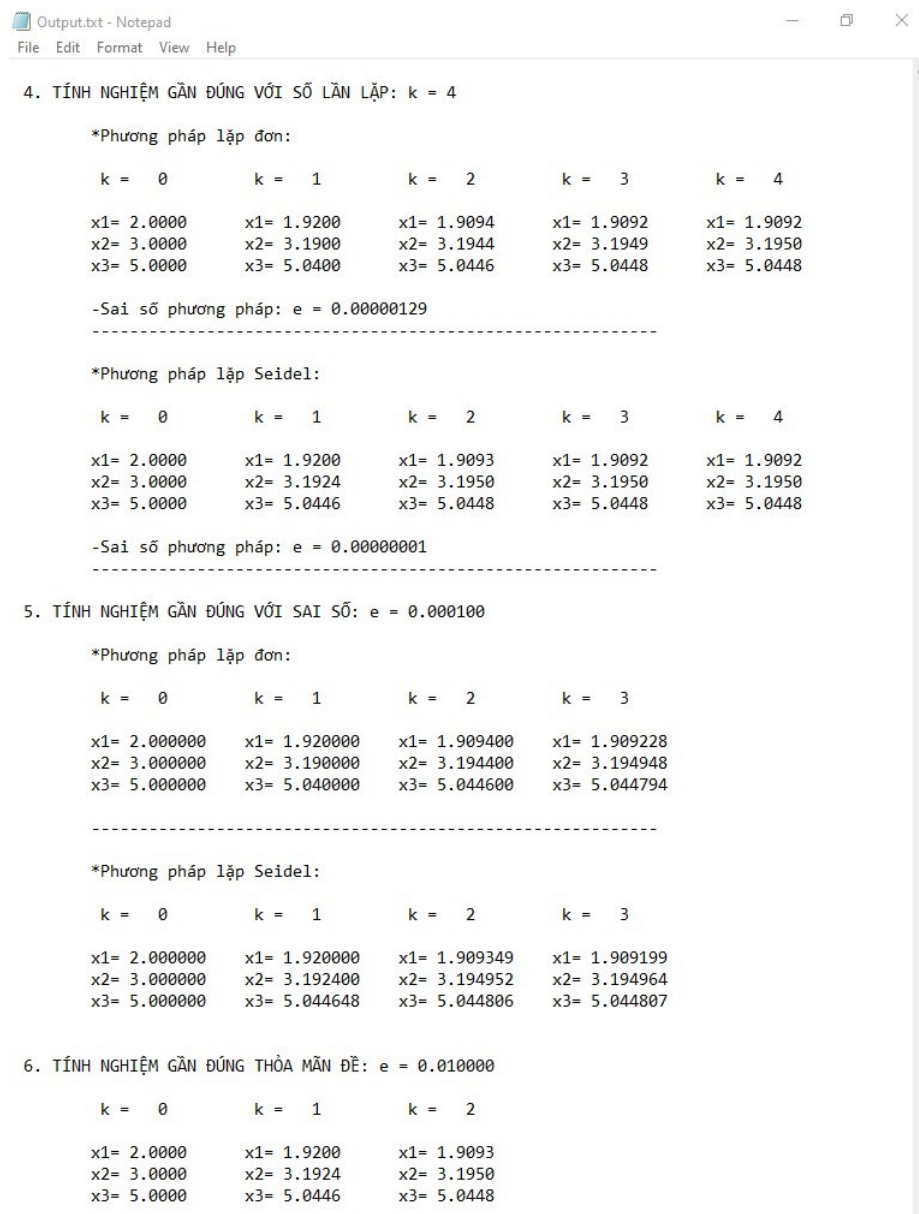 Output.txt - Notepad
File Edit Format View Help
4. TÍNH NGHIỆM GẦN ĐÚNG VỚI SỐ LẦN LẶP: k = 4
*Phương pháp lặp đơn:
k = 0 k = 1 k = 2 k = 3 k = 4
x1= 2.0000 x1= 1.9200 x1= 1.9094 x1= 1.9092 x1= 1.9092
x2= 3.0000 x2= 3.1900 x2= 3.1944 x2= 3.1949 x2= 3.1950
x3= 5.0000 x3= 5.0400 x3= 5.0446 x3= 5.0448 x3= 5.0448
-Sai số phương pháp: e = 0.00000129
-----------------------------------------------------------
*Phương pháp lặp Seidel:
k = 0 k = 1 k = 2 k = 3 k = 4
x1= 2.0000 x1= 1.9200 x1= 1.9093 x1= 1.9092 x1= 1.9092
x2= 3.0000 x2= 3.1924 x2= 3.1950 x2= 3.1950 x2= 3.1950
x3= 5.0000 x3= 5.0446 x3= 5.0448 x3= 5.0448 x3= 5.0448
-Sai số phương pháp: e = 0.00000001
-----------------------------------------------------------
5. TÍNH NGHIỆM GẦN ĐÚNG VỚI SAI SỐ: e = 0.000100
*Phương pháp lặp đơn:
k = 0 k = 1 k = 2 k = 3
x1= 2.000000 x1= 1.920000 x1= 1.909400 x1= 1.909228
x2= 3.000000 x2= 3.190000 x2= 3.194400 x2= 3.194948
x3= 5.000000 x3= 5.040000 x3= 5.044600 x3= 5.044794
-----------------------------------------------------------
*Phương pháp lặp Seidel:
k = 0 k = 1 k = 2 k = 3
x1= 2.000000 x1= 1.920000 x1= 1.909349 x1= 1.909199
x2= 3.000000 x2= 3.192400 x2= 3.194952 x2= 3.194964
x3= 5.000000 x3= 5.044648 x3= 5.044806 x3= 5.044807
6. TÍNH NGHIỆM GẦN ĐÚNG THỎA MÃN ĐỀ: e = 0.010000
k = 0 k = 1 k = 2
x1= 2.0000 x1= 1.9200 x1= 1.9093
x2= 3.0000 x2= 3.1924 x2= 3.1950
x3= 5.0000 x3= 5.0446 x3= 5.0448